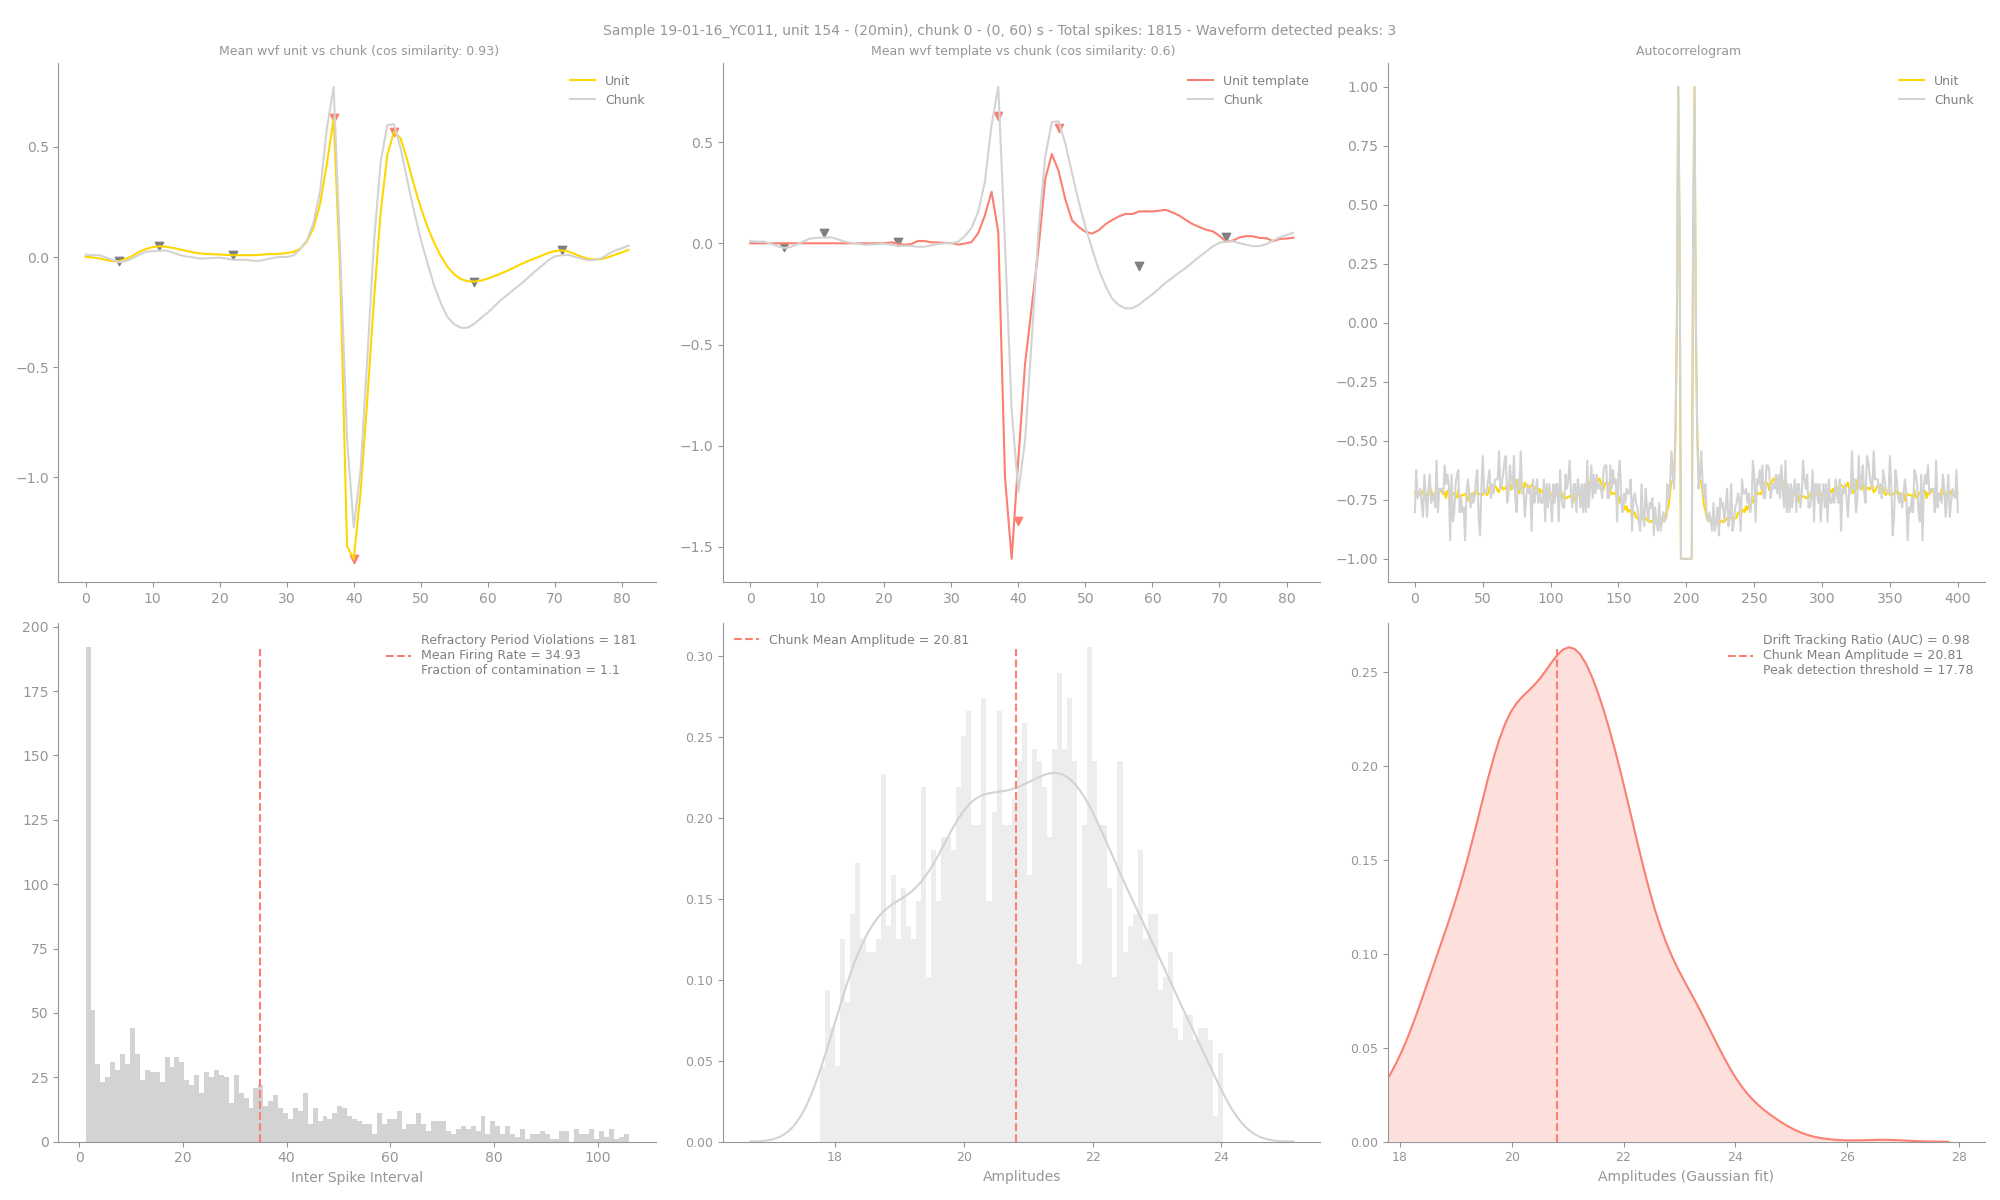 Sample 19-01-16_YC011, unit 154 - (20min), chunk 0 - (0, 60) s - Total spikes: 1815 - Waveform detected peaks: 3
Mean wvf unit vs chunk (cos similarity: 0.93)
Unit
Chunk
0.5
0.0
−0.5
−1.0
0 10 20 30 40 50 60 70 80
Mean wvf template vs chunk (cos similarity: 0.6)
Unit template
Chunk
0.5
0.0
−0.5
−1.0
−1.5
0 10 20 30 40 50 60 70 80
Autocorrelogram
Unit
Chunk
1.00
0.75
0.50
0.25
0.00
−0.25
−0.50
−0.75
−1.00
0 50 100 150 200 250 300 350 400
Refractory Period Violations = 181
Mean Firing Rate = 34.93
Fraction of contamination = 1.1
200
175
150
125
100
75
50
25
0
0 20 40 60 80 100
Inter Spike Interval
Chunk Mean Amplitude = 20.81
0.30
0.25
0.20
0.15
0.10
0.05
0.00
18 20 22 24
Amplitudes
Drift Tracking Ratio (AUC) = 0.98
Chunk Mean Amplitude = 20.81
Peak detection threshold = 17.78
0.25
0.20
0.15
0.10
0.05
0.00
18 20 22 24 26 28
Amplitudes (Gaussian fit)